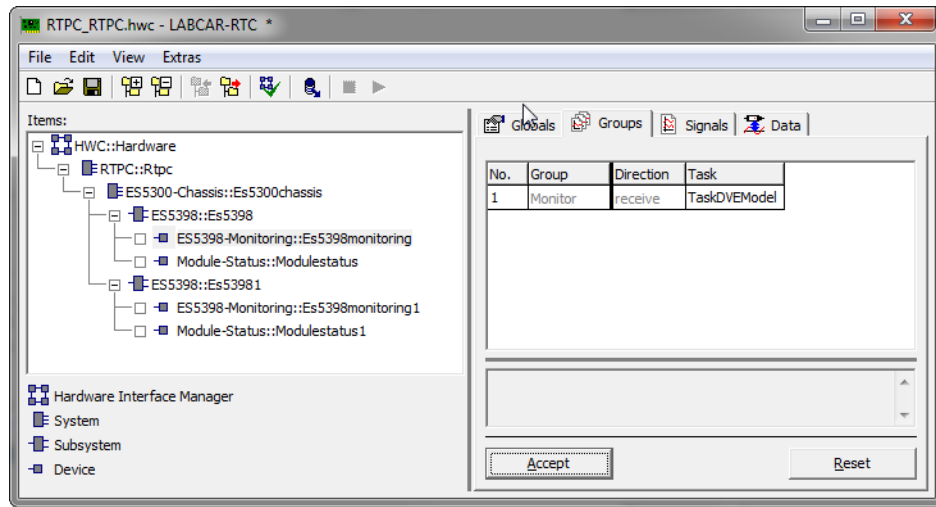 RTPC_RTPC.hwc - LABCAR-RTC *
File Edit View Extras
Items:
HWC::Hardware
RTPC::Rtpc
ES5300-Chassis::Es5300chassis
ES5398::Es5398
ES5398-Monitoring::Es5398monitoring
Module-Status::Modulestatus
ES5398::Es53981
ES5398-Monitoring::Es5398monitoring1
Module-Status::Modulestatus1
Hardware Interface Manager
System
Subsystem
Device
Globals Groups Signals Data
No. Group Direction Task
1 Monitor receive TaskDVEModel
Accept Reset